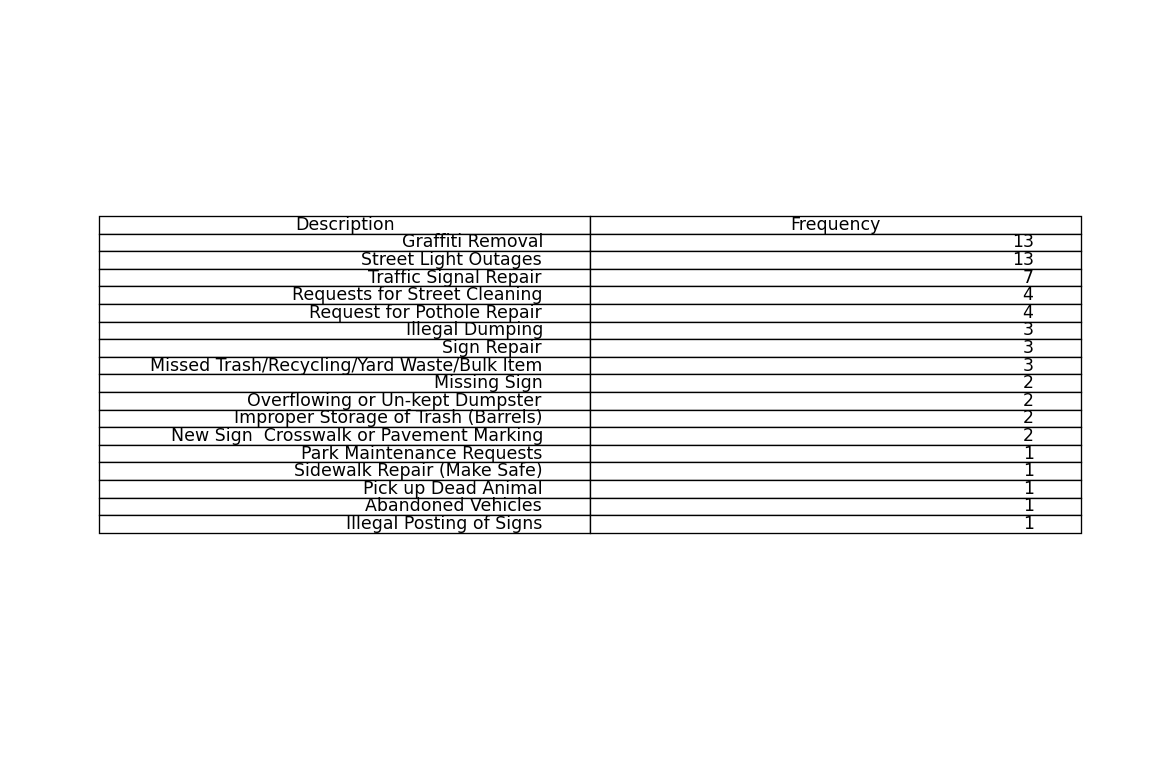 Description Frequency
Graffiti Removal 13
Street Light Outages 13
Traffic Signal Repair 7
Requests for Street Cleaning 4
Request for Pothole Repair 4
Illegal Dumping 3
Sign Repair 3
Missed Trash/Recycling/Yard Waste/Bulk Item 3
Missing Sign 2
Overflowing or Un-kept Dumpster 2
Improper Storage of Trash (Barrels) 2
New Sign  Crosswalk or Pavement Marking 2
Park Maintenance Requests 1
Sidewalk Repair (Make Safe) 1
Pick up Dead Animal 1
Abandoned Vehicles 1
Illegal Posting of Signs 1